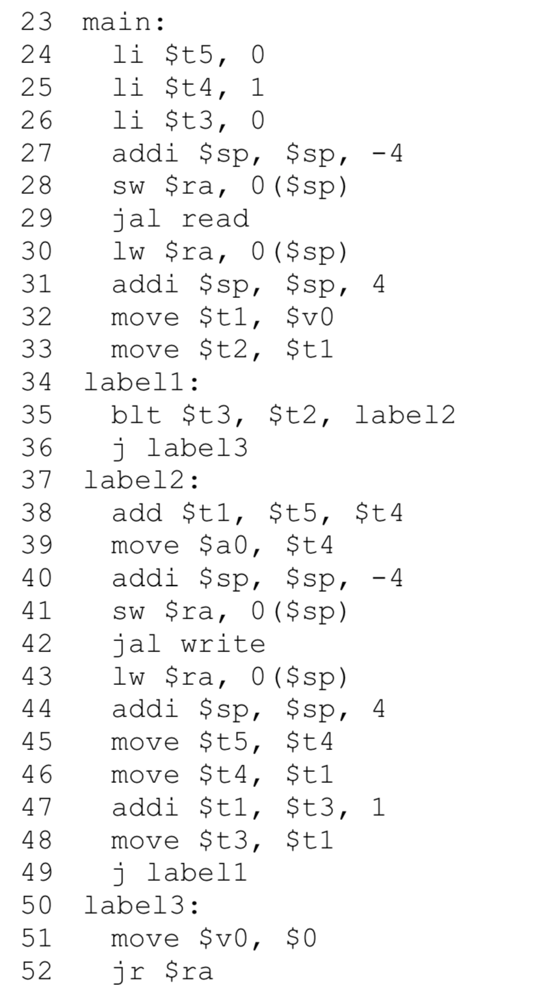 23 main:
24 li $t5, 0
25 li $t4, 1
26 li $t3, 0
27 addi $sp, $sp, -4
28 sw $ra, 0($sp)
29 jal read
30 lw $ra, 0($sp)
31 addi $sp, $sp, 4
32 move $t1, $v0
33 move $t2, $t1
34 label1:
35 blt $t3, $t2, label2
36 j label3
37 label2:
38 add $t1, $t5, $t4
39 move $a0, $t4
40 addi $sp, $sp, -4
41 sw $ra, 0($sp)
42 jal write
43 lw $ra, 0($sp)
44 addi $sp, $sp, 4
45 move $t5, $t4
46 move $t4, $t1
47 addi $t1, $t3, 1
48 move $t3, $t1
49 j label1
50 label3:
51 move $v0, $0
52 jr $ra